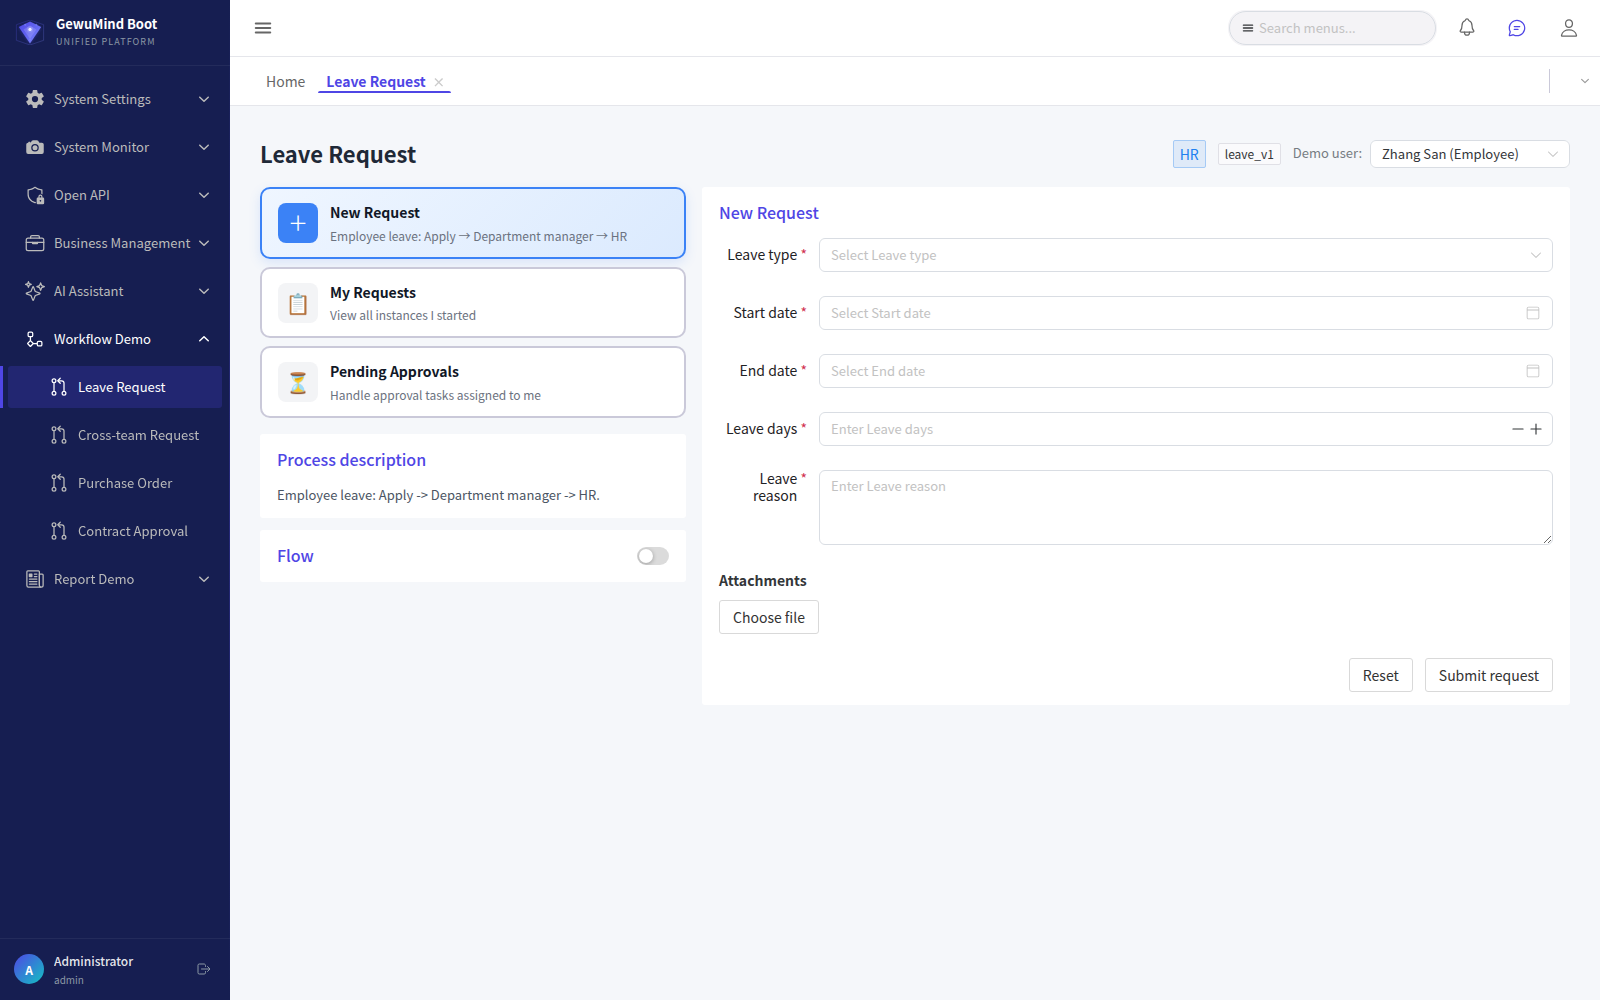 GewuMind Boot
UNIFIED PLATFORM
System Settings
System Monitor
Open API
Business Management
AI Assistant
Workflow Demo
Leave Request
Cross-team Request
Purchase Order
Contract Approval
Report Demo
A
Administrator
admin
Search menus...
Home
Leave Request
Leave Request
HR
leave_v1
Demo user:
Zhang San (Employee)
New Request
Employee leave: Apply → Department manager → HR
My Requests
View all instances I started
Pending Approvals
Handle approval tasks assigned to me
Process description
Employee leave: Apply -> Department manager -> HR.
Flow
New Request
Leave type *
Select Leave type
Start date *
Select Start date
End date *
Select End date
Leave days *
Enter Leave days
Leave *
reason
Enter Leave reason
Attachments
Choose file
Reset
Submit request